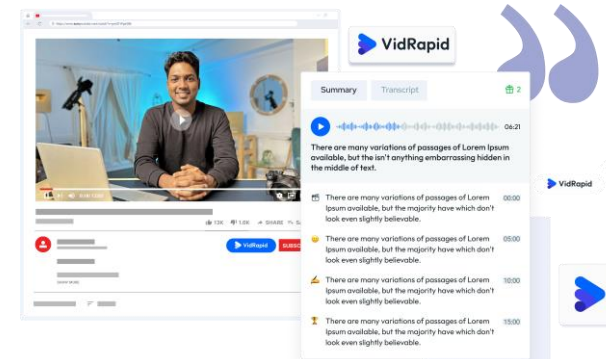 VidRapid
Summary
Transcript
2
06:21
There are many variations of passages of Lorem Ipsum
available, but the isn't anything embarrassing hidden in
the middle of text.
There are many variations of passages of Lorem
Ipsum available, but the majority have which don't
look even slightly believable.
00:00
There are many variations of passages of Lorem
Ipsum available, but the majority have which don't
look even slightly believable.
05:00
There are many variations of passages of Lorem
Ipsum available, but the majority have which don't
look even slightly believable.
10:00
There are many variations of passages of Lorem
Ipsum available, but the majority have which don't
look even slightly believable.
15:00
SHARE
VidRapid
VidRapid